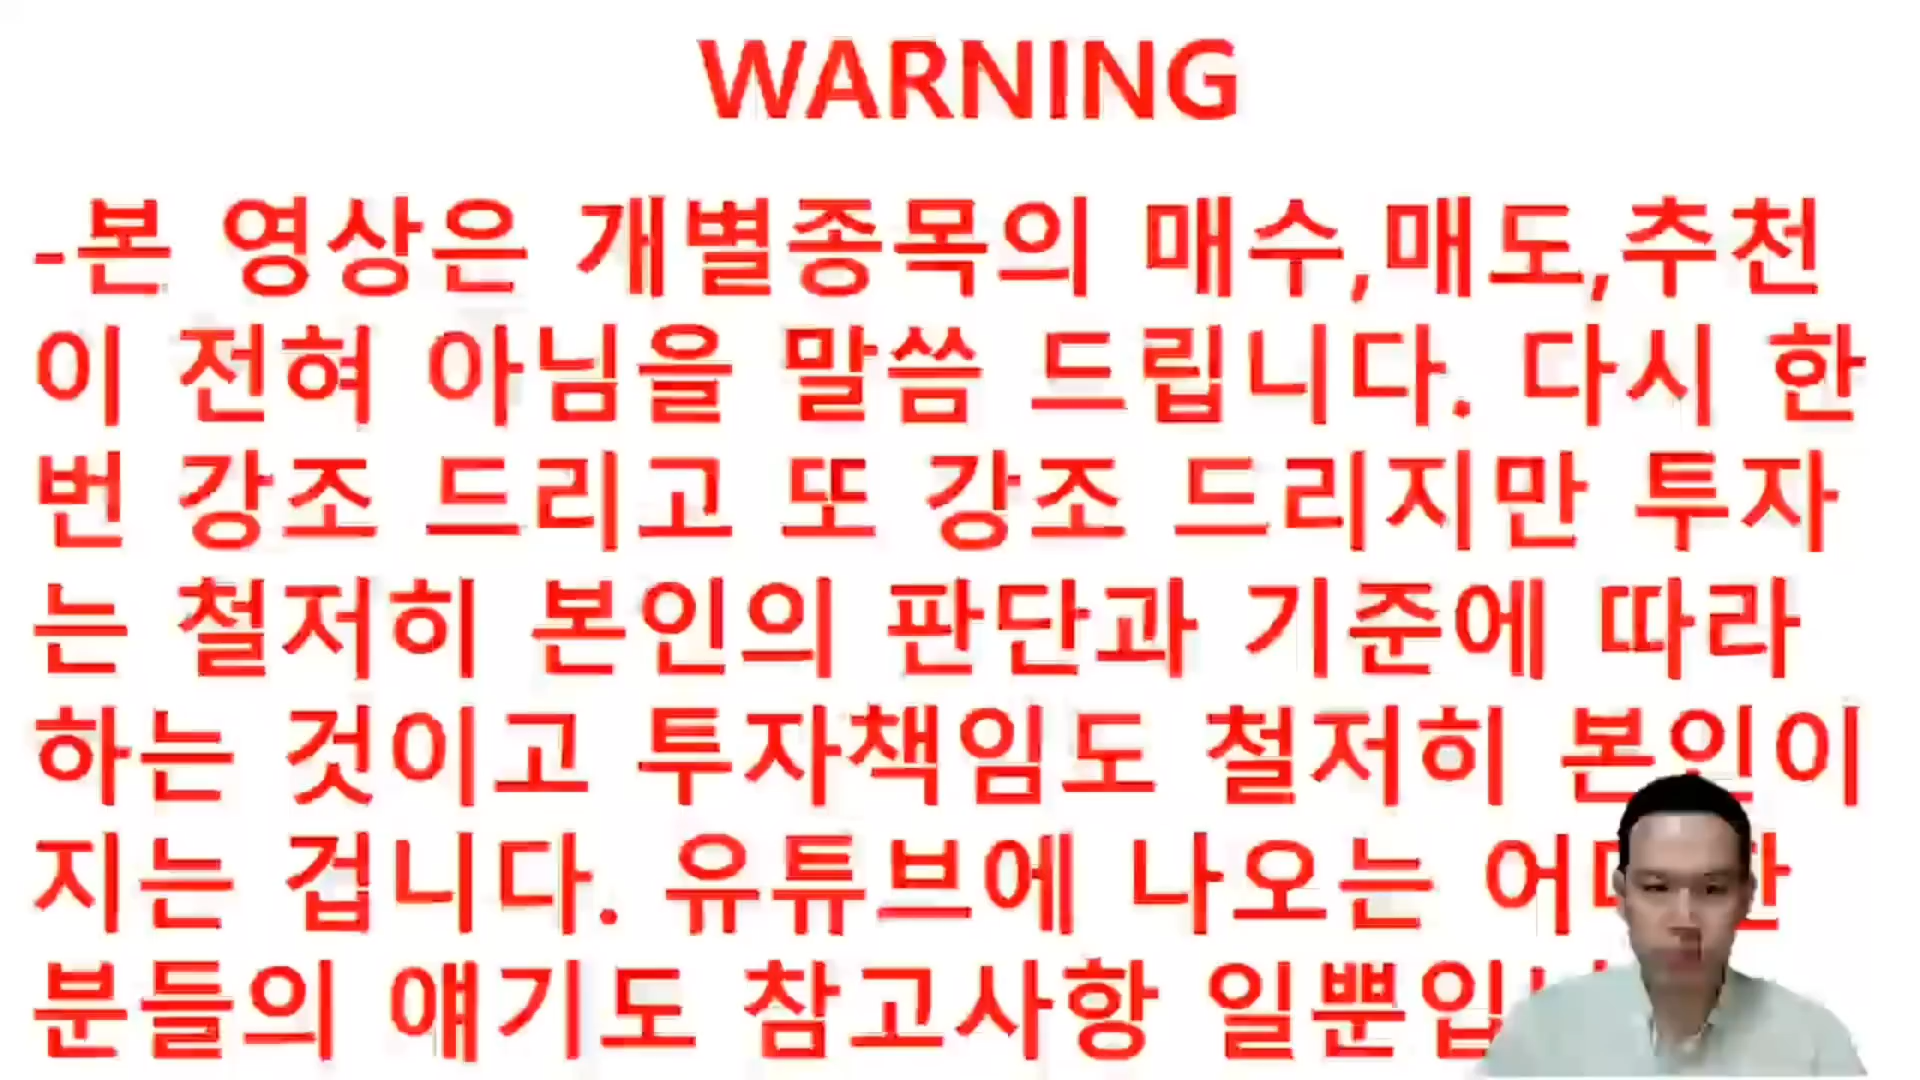 WARNING
-본 영상은 개별종목의 매수,매도,추천
이 전혀 아님을 말씀 드립니다. 다시 한
번 강조 드리고 또 강조 드리지만 투자
는 철저히 본인의 판단과 기준에 따라
하는 것이고 투자책임도 철저히 본인이
지는 겁니다. 유튜브에 나오는
분들의 얘기도 참고사항